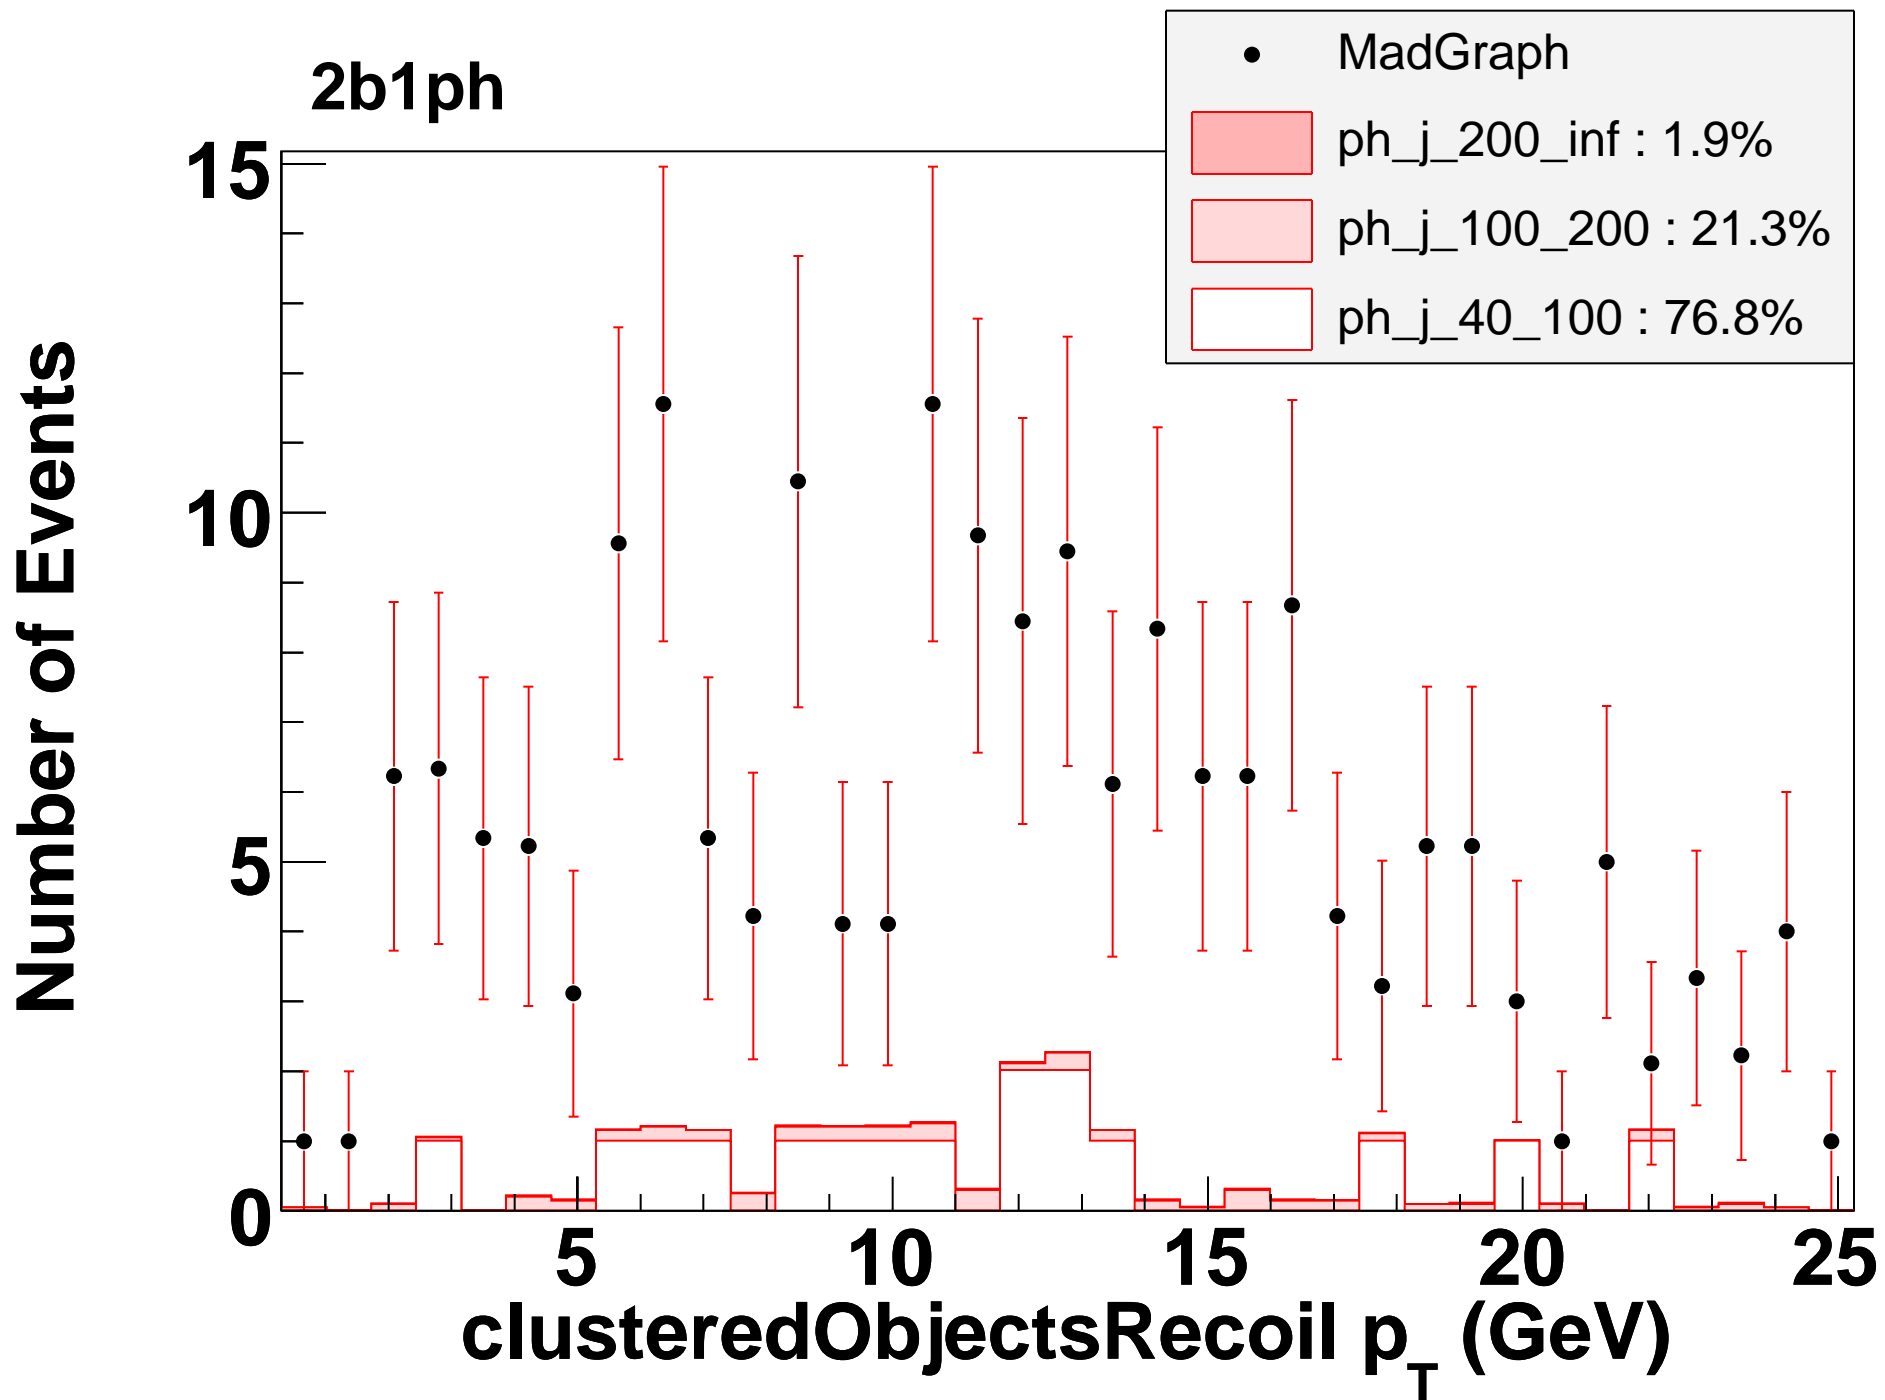 2b1ph
MadGraph
ph_j_200_inf : 1.9%
ph_j_100_200 : 21.3%
ph_j_40_100 : 76.8%
Number of Events
15
10
5
0
5 10 15 20 25
clusteredObjectsRecoil p_T (GeV)